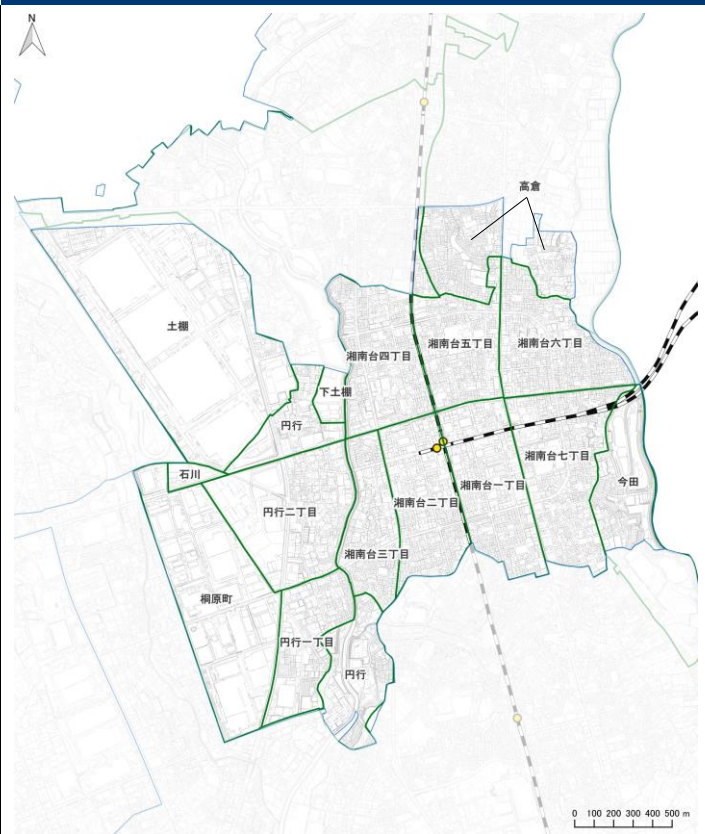 N
高倉
土棚
湘南台四丁目
湘南台五丁目
湘南台六丁目
下土棚
円行
石川
円行二丁目
湘南台三丁目
湘南台二丁目
湘南台一丁目
湘南台七丁目
今田
桐原町
円行一丁目
円行
0 100 200 300 400 500 m